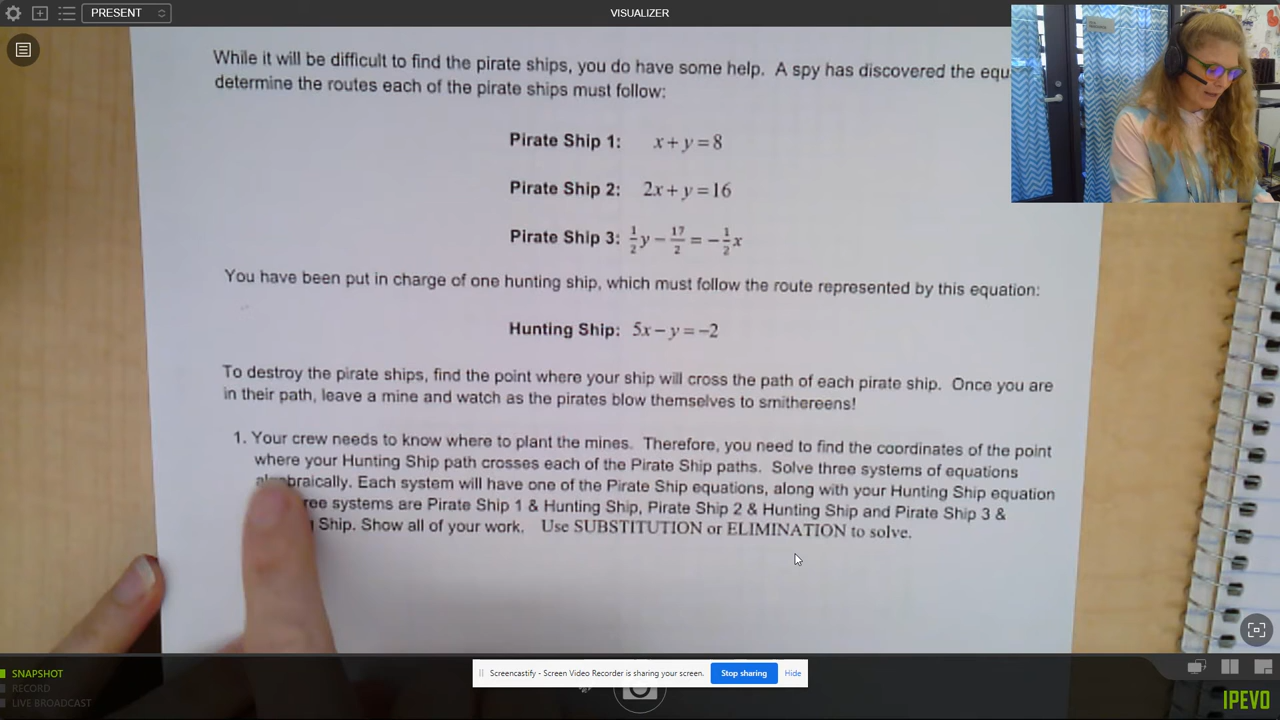 PRESENT
VISUALIZER
While it will be difficult to find the pirate ships, you do have some help. A spy has discovered the
determine the routes each of the pirate ships must follow:
Pirate Ship 1: x + y = 8
Pirate Ship 2: 2x + y = 16
Pirate Ship 3: 1/2 y − 17/2 = −1/2 x
You have been put in charge of one hunting ship, which must follow the route represented by this equation:
Hunting Ship: 5x − y = −2
To destroy the pirate ships, find the point where your ship will cross the path of each pirate ship. Once you are
in their path, leave a mine and watch as the pirates blow themselves to smithereens!
1. Your crew needs to know where to plant the mines. Therefore, you need to find the coordinates of the point
where your Hunting Ship path crosses each of the Pirate Ship paths. Solve three systems of equations
algebraically. Each system will have one of the Pirate Ship equations, along with your Hunting Ship equation
systems are Pirate Ship 1 & Hunting Ship, Pirate Ship 2 & Hunting Ship and Pirate Ship 3 &
Ship. Show all of your work. Use SUBSTITUTION or ELIMINATION to solve.
SNAPSHOT
RECORD
LIVE BROADCAST
Screencastify - Screen Video Recorder is sharing your screen.
Stop sharing
Hide
IPEVO